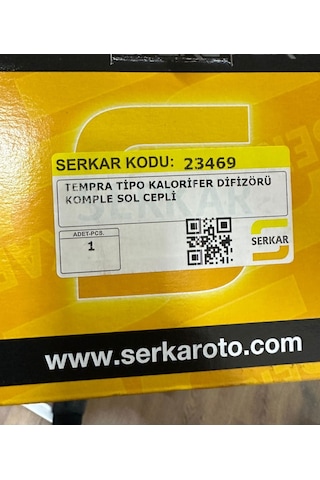 SERKAR KODU: 23469
TEMPRA TİPO KALORİFER DİFİZÖRÜ
KOMPLE SOL CEPLİ
ADET-PCS.
1
SERKAR
www.serkaroto.com